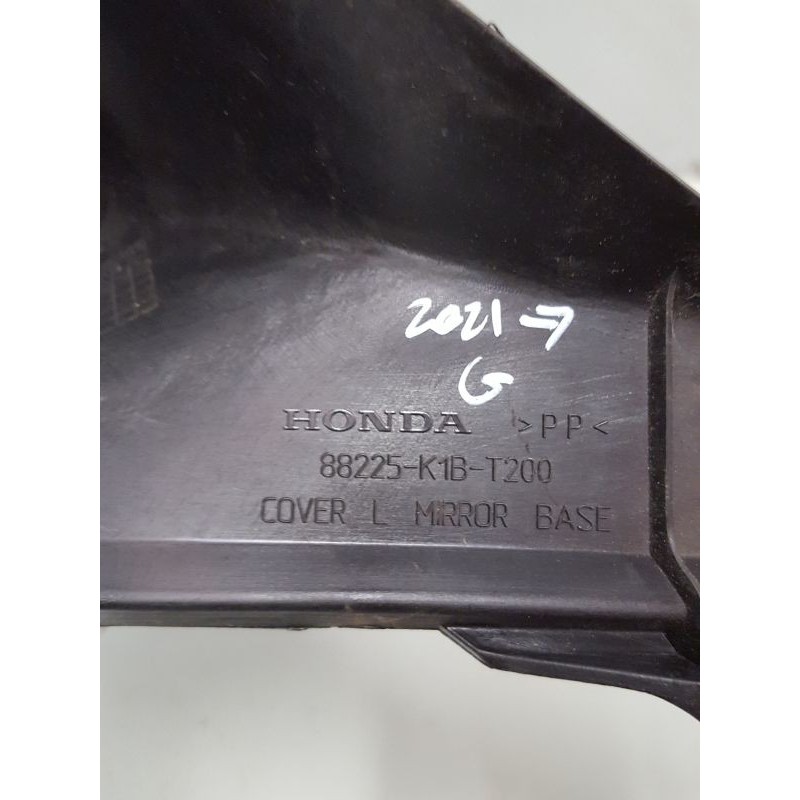 2021→
G
HONDA >PP<
88225-K1B-T200
COVER L MIRROR BASE